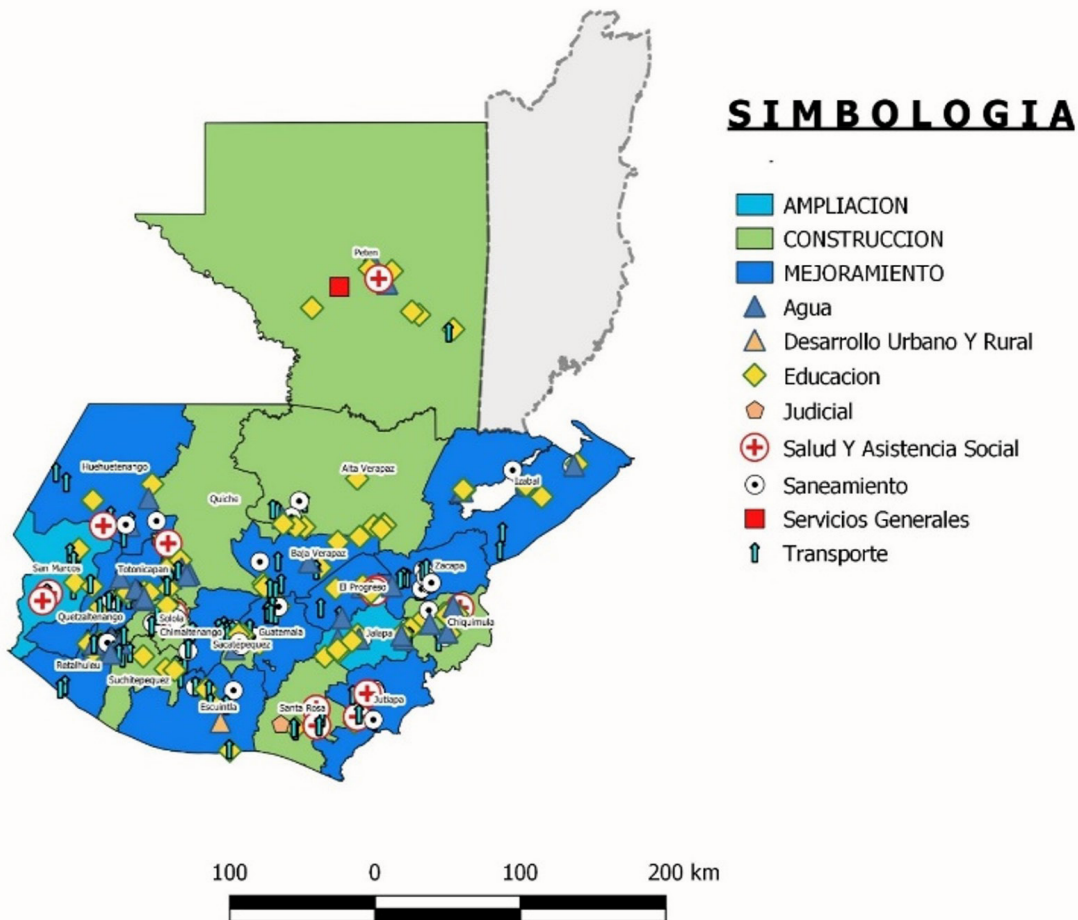 SIMBOLOGIA
AMPLIACION
CONSTRUCCION
MEJORAMIENTO
Agua
Desarrollo Urbano Y Rural
Educacion
Judicial
Salud Y Asistencia Social
Saneamiento
Servicios Generales
Transporte
Peten
Huehuetenango
Alta Verapaz
Izabal
Quiche
Baja Verapaz
San Marcos
Totonicapan
Zacapa
El Progreso
Quetzaltenango
Solola
Chimaltenango
Guatemala
Chiquimula
Jalapa
Sacatepequez
Retalhuleu
Suchitepequez
Escuintla
Santa Rosa
Jutiapa
100 0 100 200 km